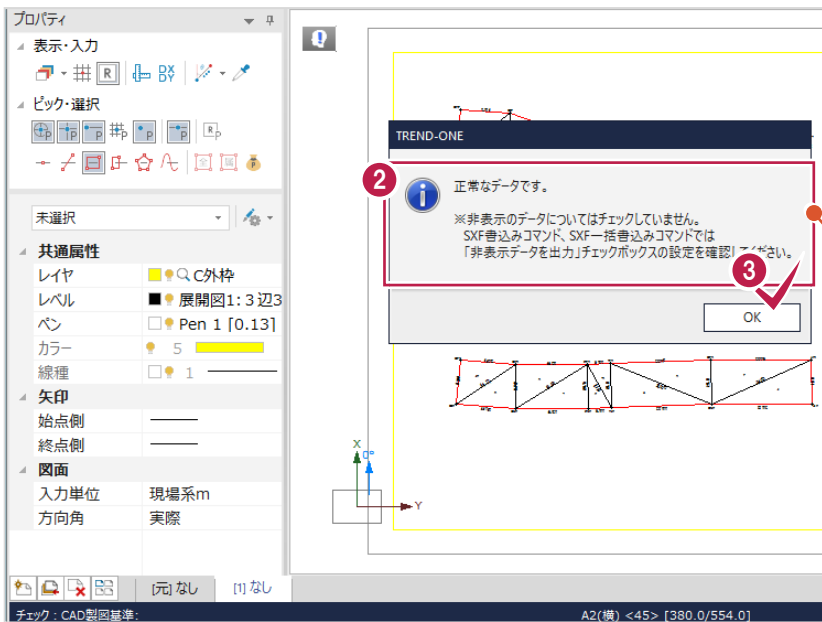 プロパティ
表示・入力
R
DX
DY
ピック・選択
P P P P P P R P
未選択
共通属性
レイヤ C外枠
レベル 展開図1: 3 辺3
ペン Pen 1 [0.13]
カラー 5
線種 1
矢印
始点側
終点側
図面
入力単位 現場系m
方向角 実際
TREND-ONE
2
正常なデータです。
※非表示のデータについてはチェックしていません。
SXF書込みコマンド、SXF一括書込みコマンドでは
「非表示データを出力」チェックボックスの設定を確認してください。
3
OK
X
0°
Y
[元] なし [1] なし
チェック : CAD製図基準:
A2(横) <45> [380.0/554.0]